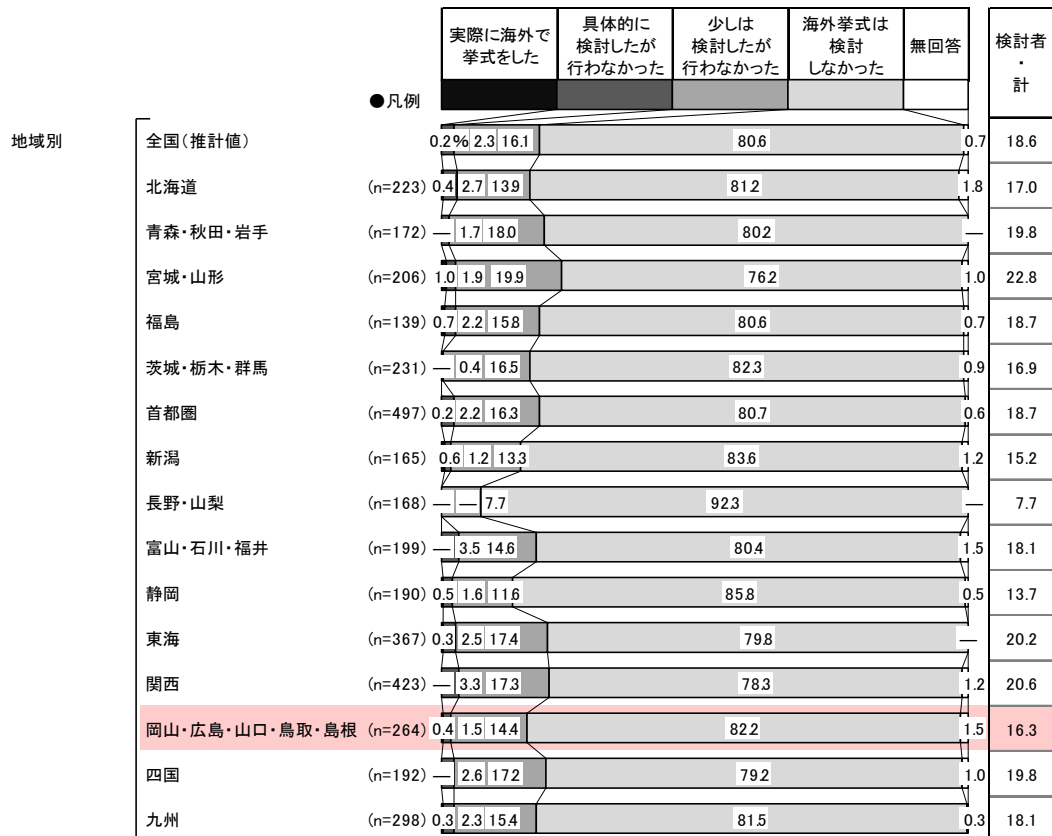 実際に海外で
挙式をした
具体的に
検討したが
行わなかった
少しは
検討したが
行わなかった
海外挙式は
検討
しなかった
無回答
検討者
・
計
●凡例
地域別
全国(推計値) 0.2% 2.3 16.1 80.6 0.7 18.6
北海道 (n=223) 0.4 2.7 13.9 81.2 1.8 17.0
青森・秋田・岩手 (n=172) — 1.7 18.0 80.2 — 19.8
宮城・山形 (n=206) 1.0 1.9 19.9 76.2 1.0 22.8
福島 (n=139) 0.7 2.2 15.8 80.6 0.7 18.7
茨城・栃木・群馬 (n=231) — 0.4 16.5 82.3 0.9 16.9
首都圏 (n=497) 0.2 2.2 16.3 80.7 0.6 18.7
新潟 (n=165) 0.6 1.2 13.3 83.6 1.2 15.2
長野・山梨 (n=168) — — 7.7 92.3 — 7.7
富山・石川・福井 (n=199) — 3.5 14.6 80.4 1.5 18.1
静岡 (n=190) 0.5 1.6 11.6 85.8 0.5 13.7
東海 (n=367) 0.3 2.5 17.4 79.8 — 20.2
関西 (n=423) — 3.3 17.3 78.3 1.2 20.6
岡山・広島・山口・鳥取・島根 (n=264) 0.4 1.5 14.4 82.2 1.5 16.3
四国 (n=192) — 2.6 17.2 79.2 1.0 19.8
九州 (n=298) 0.3 2.3 15.4 81.5 0.3 18.1